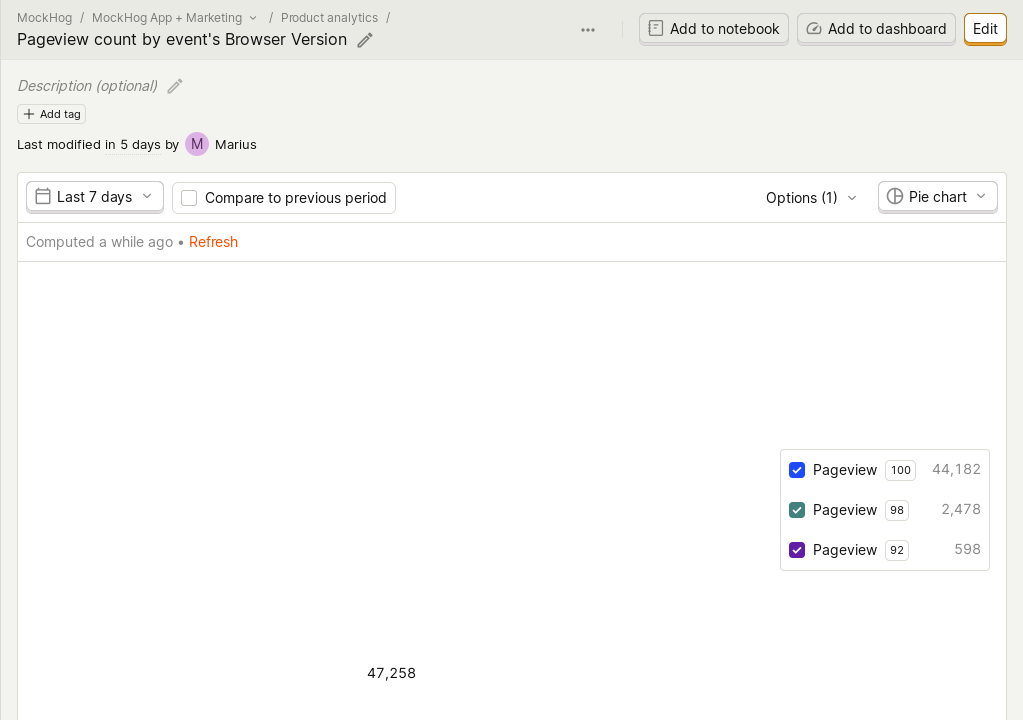 MockHog / MockHog App + Marketing / Product analytics /
Pageview count by event's Browser Version
Add to notebook
Add to dashboard
Edit
Description (optional)
Add tag
Last modified in 5 days by M Marius
Last 7 days
Compare to previous period
Options (1)
Pie chart
Computed a while ago • Refresh
Pageview 100 44,182
Pageview 98 2,478
Pageview 92 598
47,258